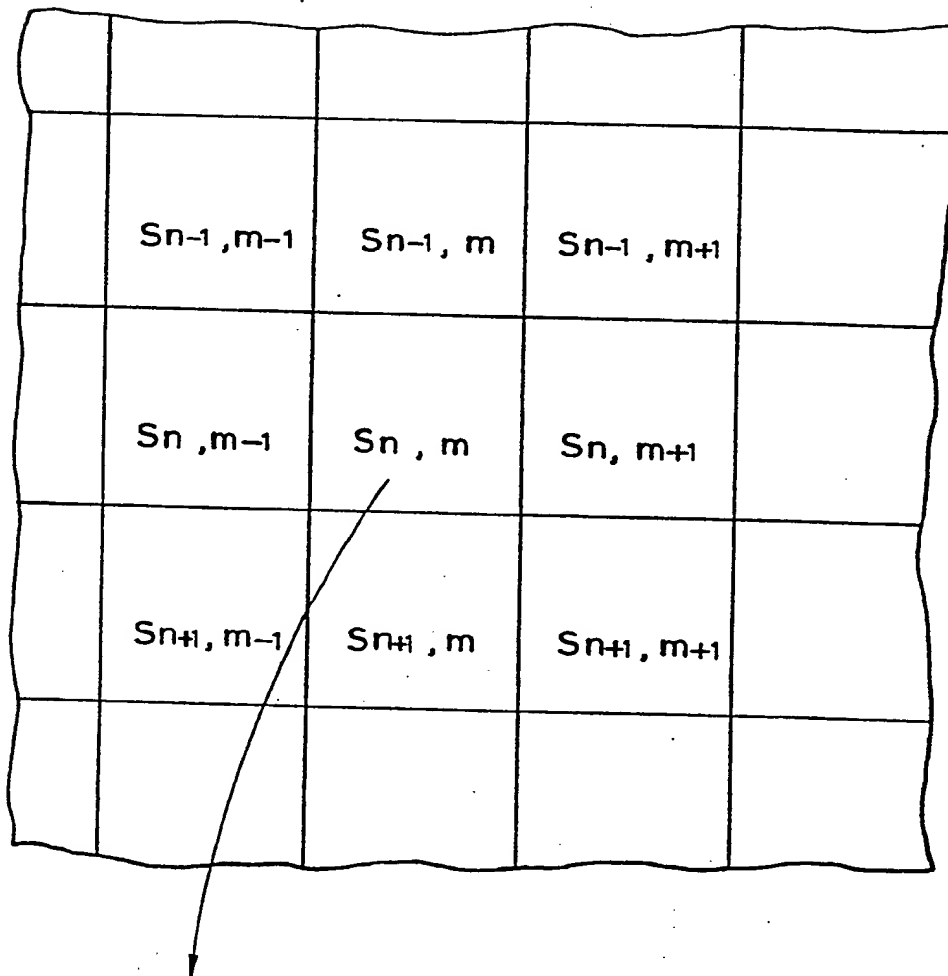 Sn-1 ,m-1 Sn-1, m Sn-1 ,m+1
Sn ,m-1 Sn , m Sn, m+1
Sn+1, m-1 Sn+1 , m Sn+1, m+1